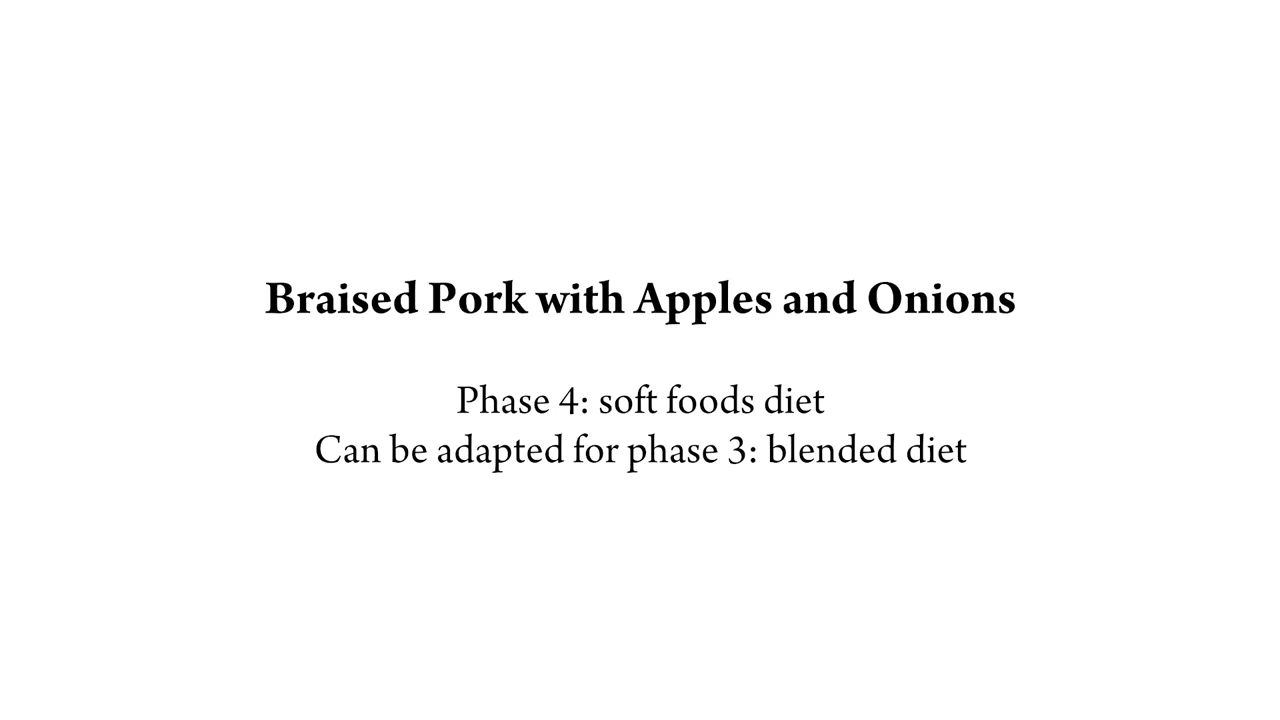 Braised Pork with Apples and Onions
Phase 4: soft foods diet
Can be adapted for phase 3: blended diet